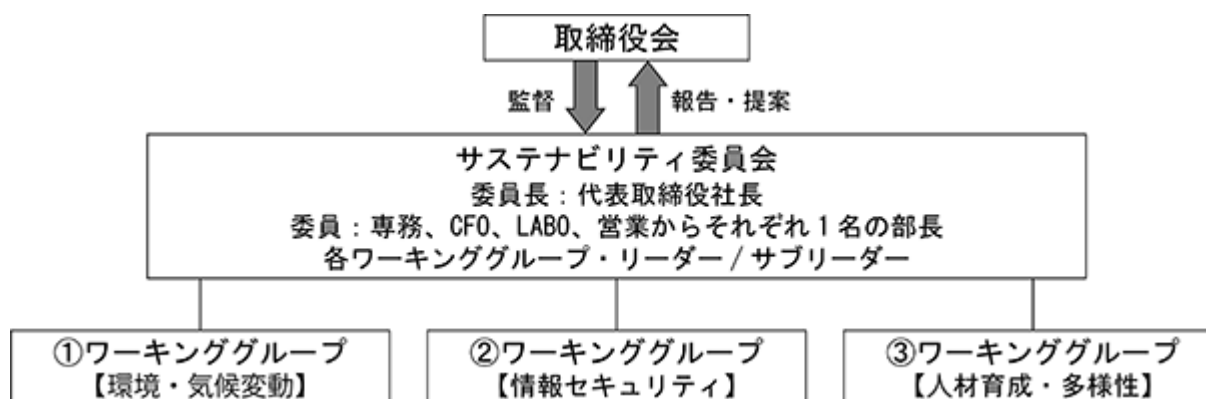 取締役会
監督
報告・提案
サステナビリティ委員会
委員長：代表取締役社長
委員：専務、CFO、LABO、営業からそれぞれ１名の部長
各ワーキンググループ・リーダー/サブリーダー
①ワーキンググループ
【環境・気候変動】
②ワーキンググループ
【情報セキュリティ】
③ワーキンググループ
【人材育成・多様性】